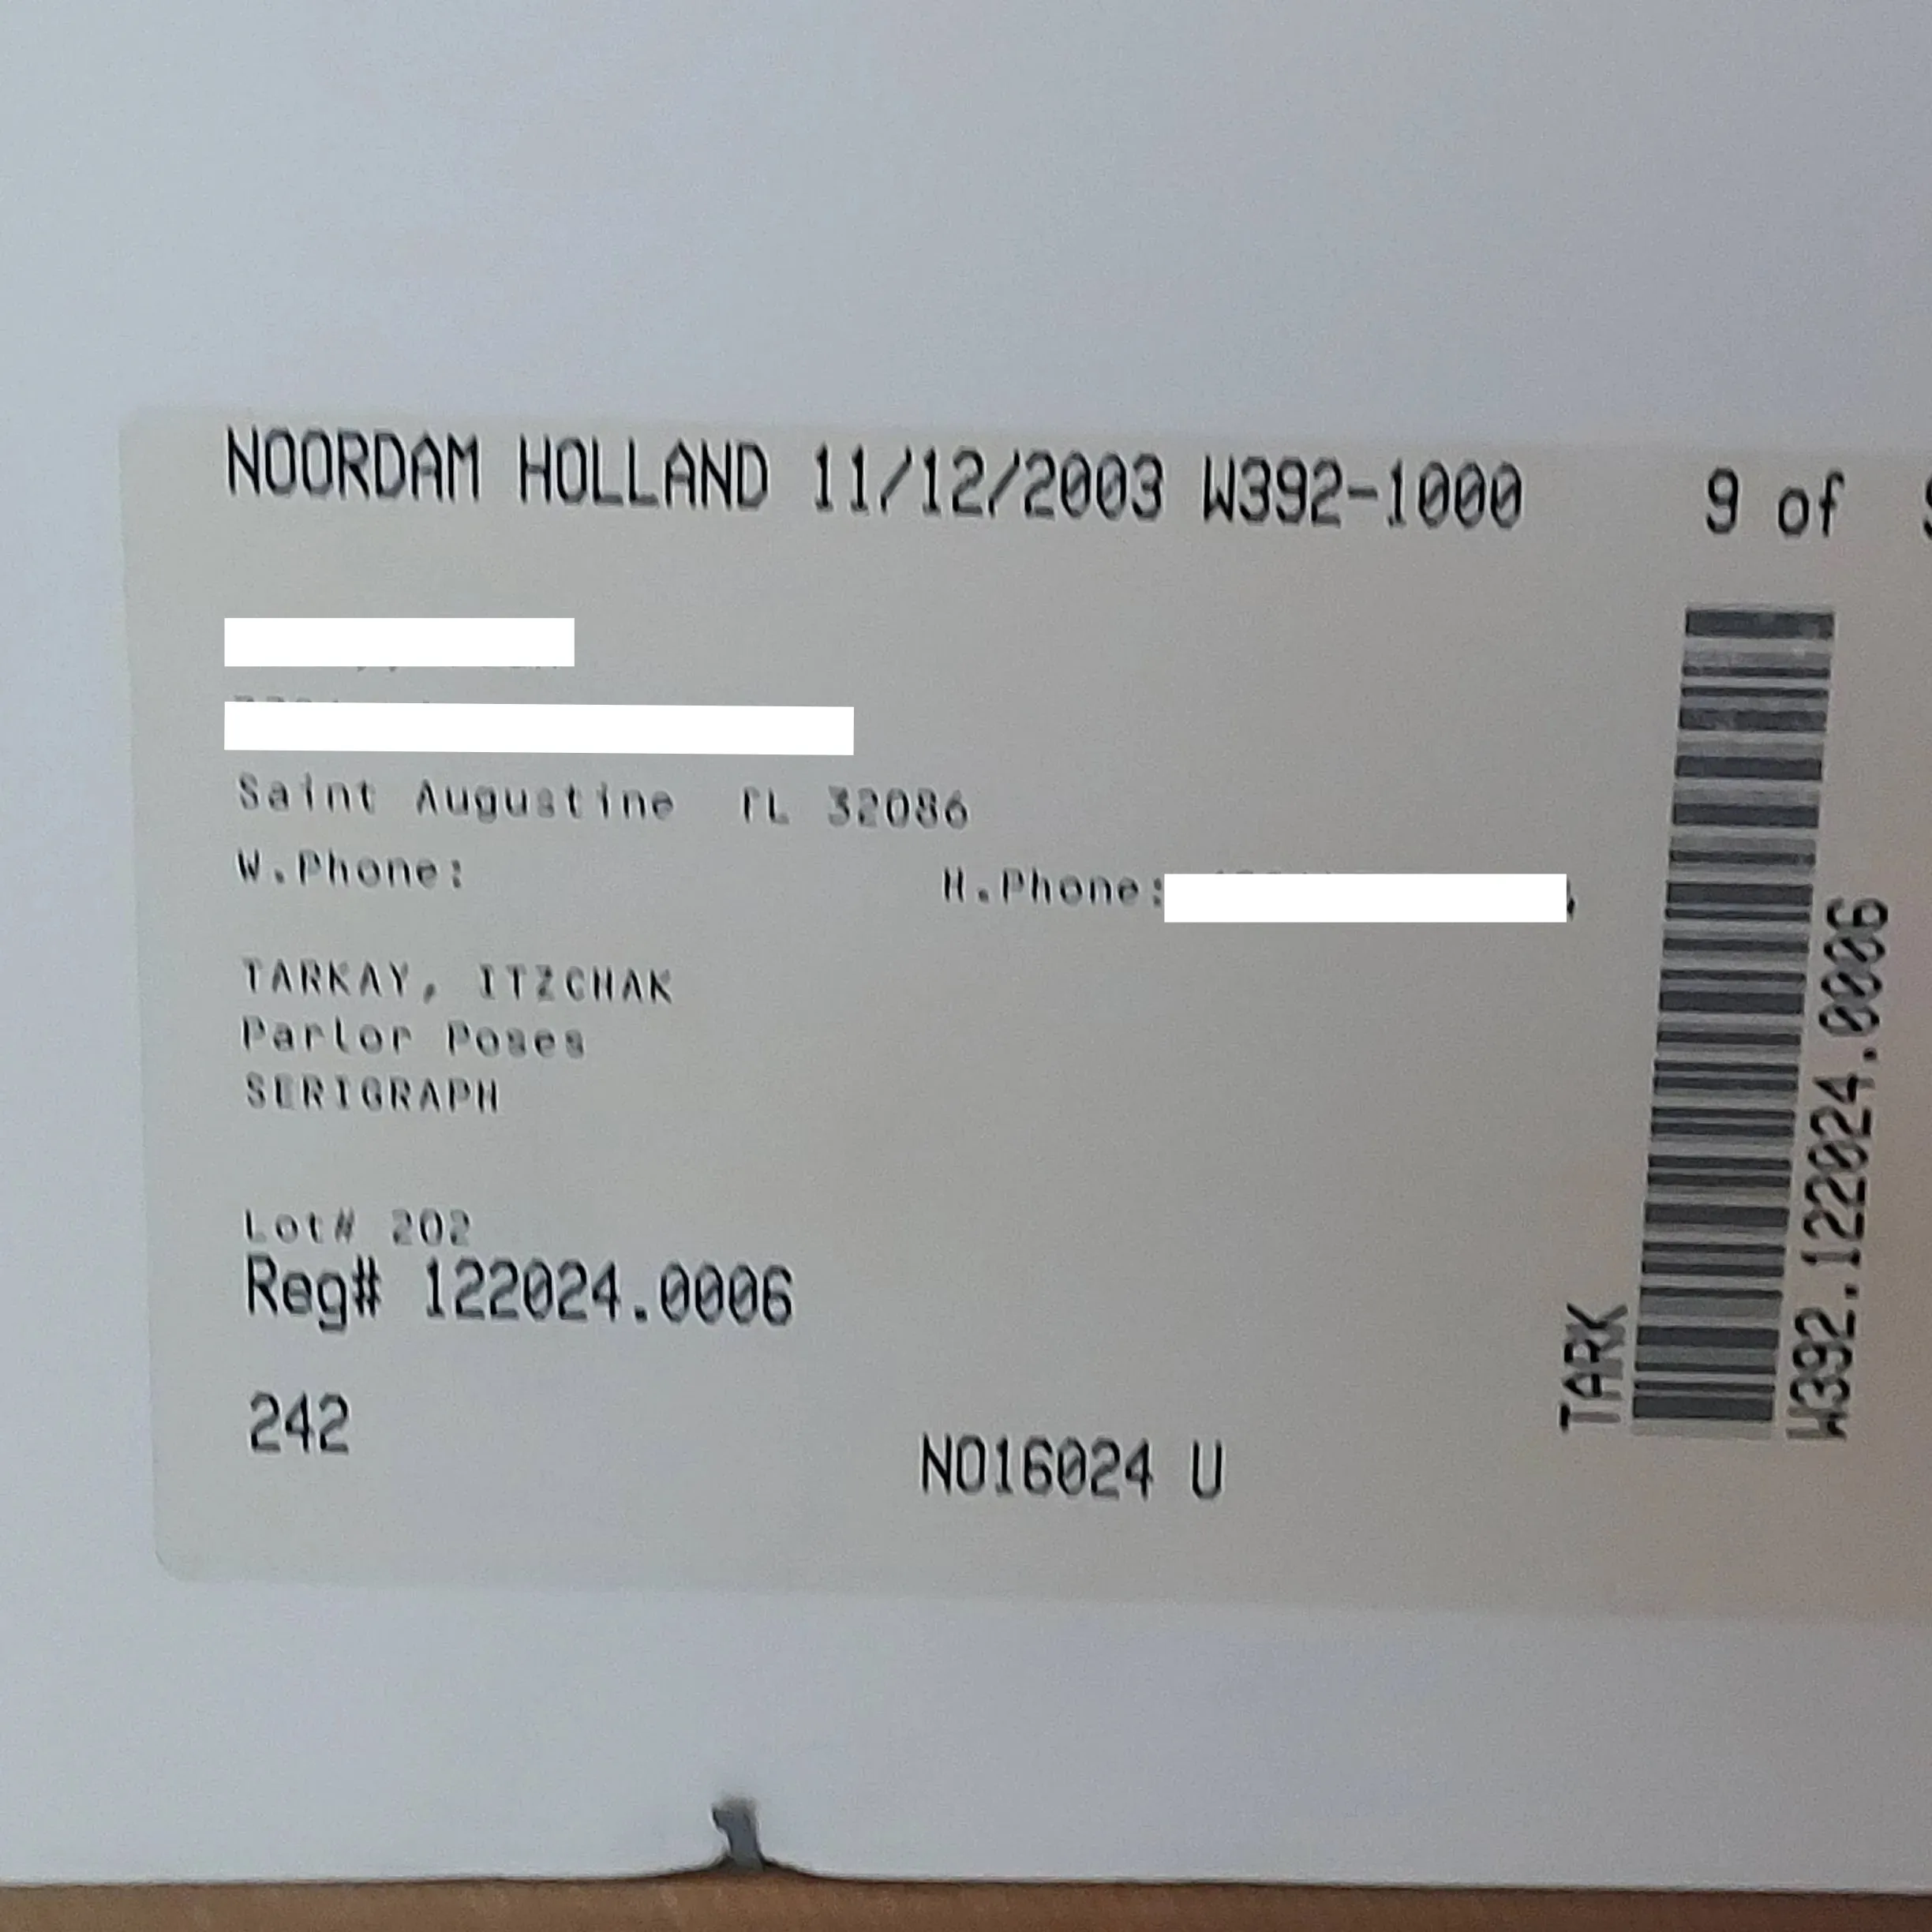 NOORDAM HOLLAND 11/12/2003 W392-1000 9 of
Saint Augustine FL 32086
W.Phone:
H.Phone:
TARKAY, ITZCHAK
Parlor Poses
SERIGRAPH
Lot# 202
Reg# 122024.0006
242
NO16024 U
TARK
W392.122024.0006